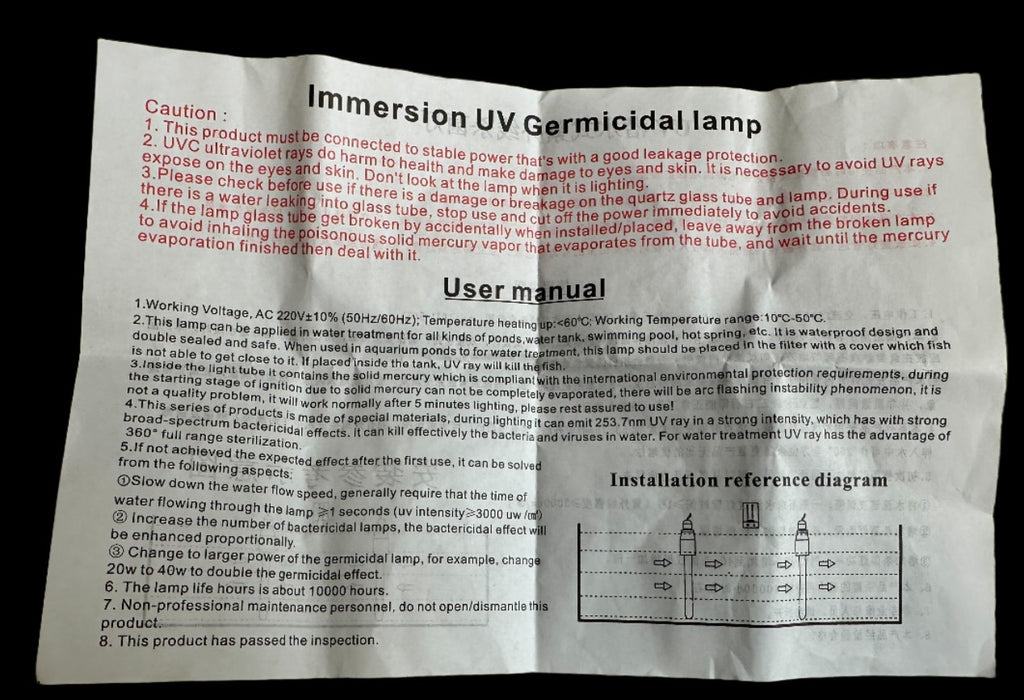 Immersion UV Germicidal lamp
Caution :
1. This product must be connected to stable power that's with a good leakage protection.
2. UVC ultraviolet rays do harm to health and make damage to eyes and skin. It is necessary to avoid UV rays
expose on the eyes and skin. Don't look at the lamp when it is lighting.
3.Please check before use if there is a damage or breakage on the quartz glass tube and lamp. During use if
there is a water leaking into glass tube, stop use and cut off the power immediately to avoid accidents.
4.If the lamp glass tube get broken by accidentally when installed/placed, leave away from the broken lamp
to avoid inhaling the poisonous solid mercury vapor that evaporates from the tube, and wait until the mercury
evaporation finished then deal with it.
User manual
1.Working Voltage, AC 220V±10% (50Hz/60Hz); Temperature heating up:<60℃; Working Temperature range:10℃-50℃.
2.This lamp can be applied in water treatment for all kinds of ponds,water tank, swimming pool, hot spring, etc. It is waterproof design and
double sealed and safe. When used in aquarium ponds to for water treatment, this lamp should be placed in the filter with a cover which fish
is not able to get close to it. If placed inside the tank, UV ray will kill the fish.
3.Inside the light tube it contains the solid mercury which is compliant with the international environmental protection requirements, during
the starting stage of ignition due to solid mercury can not be completely evaporated, there will be arc flashing instability phenomenon, it is
not a quality problem, it will work normally after 5 minutes lighting, please rest assured to use!
4.This series of products is made of special materials, during lighting it can emit 253.7nm UV ray in a strong intensity, which has with strong
broad-spectrum bactericidal effects. It can kill effectively the bacteria and viruses in water. For water treatment UV ray has the advantage of
360° full range sterilization.
5.If not achieved the expected effect after the first use, it can be solved
from the following aspects:
①Slow down the water flow speed, generally require that the time of
water flowing through the lamp ⩾1 seconds (uv intensity⩾3000 uw /㎡)
② Increase the number of bactericidal lamps, the bactericidal effect will
be enhanced proportionally.
③ Change to larger power of the germicidal lamp, for example, change
20w to 40w to double the germicidal effect.
6. The lamp life hours is about 10000 hours.
7. Non-professional maintenance personnel, do not open/dismantle this
product.
8. This product has passed the inspection.
Installation reference diagram